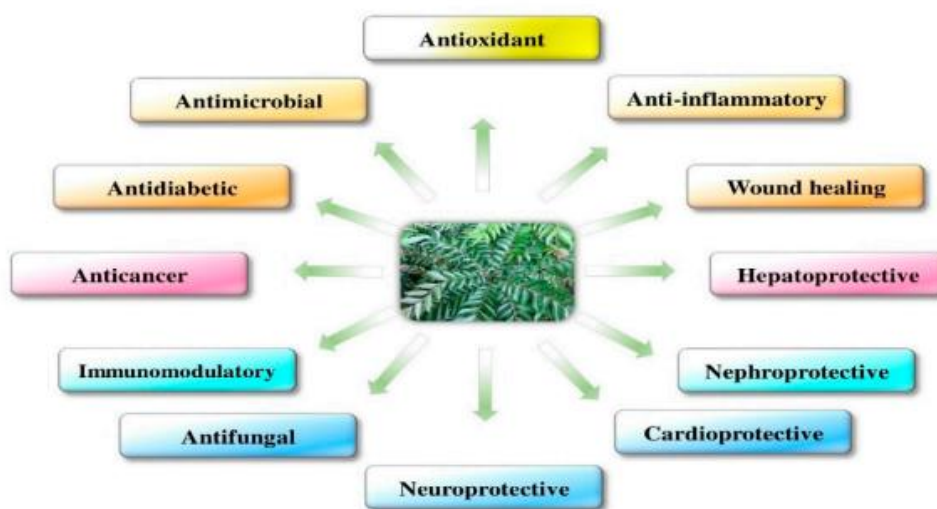 Antioxidant
Antimicrobial
Anti-inflammatory
Antidiabetic
Wound healing
Anticancer
Hepatoprotective
Immunomodulatory
Nephroprotective
Antifungal
Cardioprotective
Neuroprotective